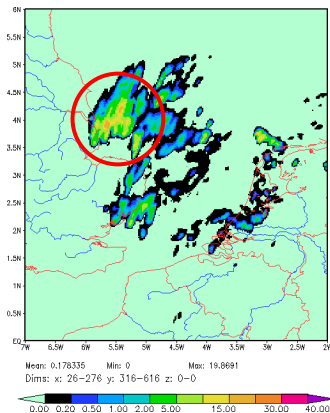 6N
5.5N
5N
4.5N
4N
3.5N
3N
2.5N
2N
1.5N
1N
0.5N
EQ
7W 6.5W 6W 5.5W 5W 4.5W 4W 3.5W 3W 2.5W 2W
Mean: 0.178335 Min: 0 Max: 19.8691
Dims: x: 26-276 y: 316-616 z: 0-0
0.00 0.20 0.50 1.00 2.00 5.00 15.00 30.00 40.0